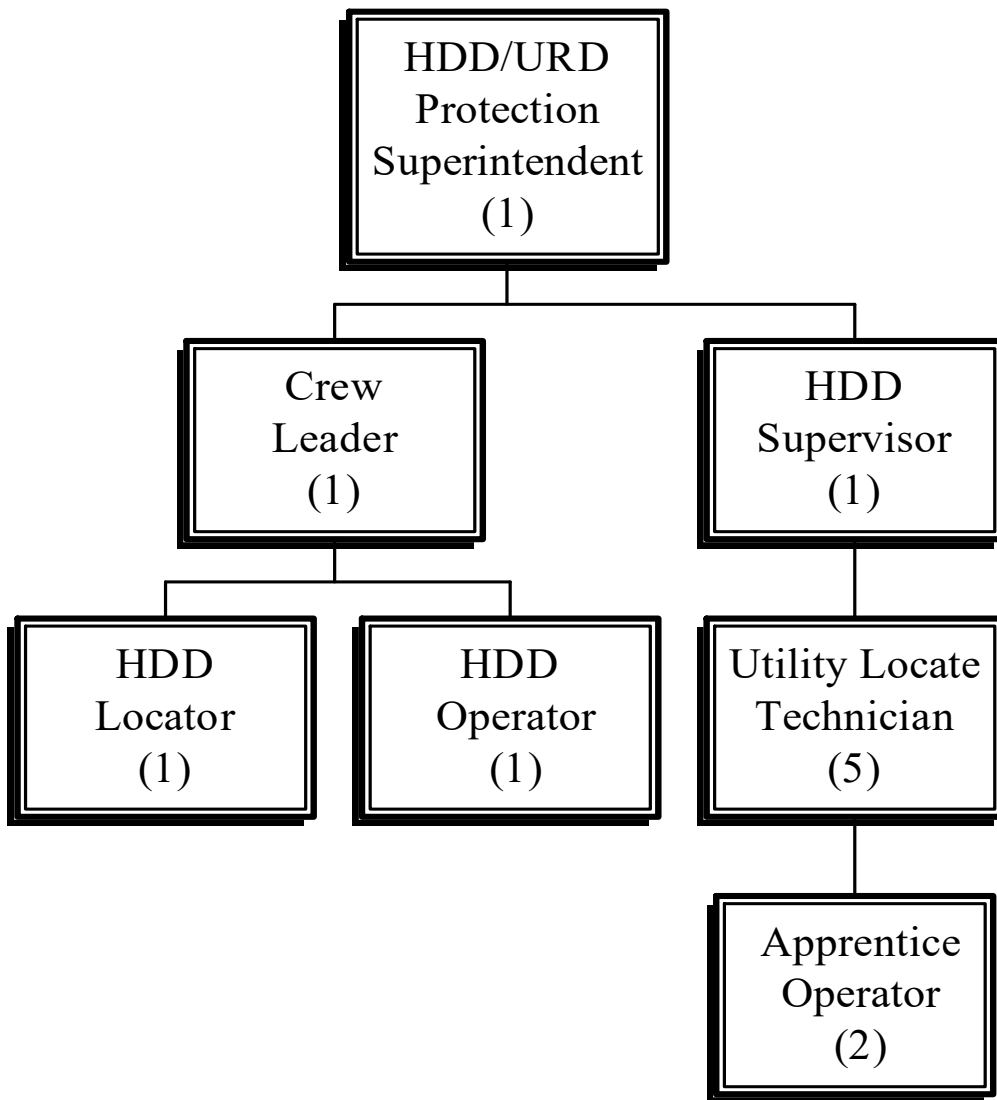 HDD/URD
Protection
Superintendent
(1)
Crew
Leader
(1)
HDD
Supervisor
(1)
HDD
Locator
(1)
HDD
Operator
(1)
Utility Locate
Technician
(5)
Apprentice
Operator
(2)